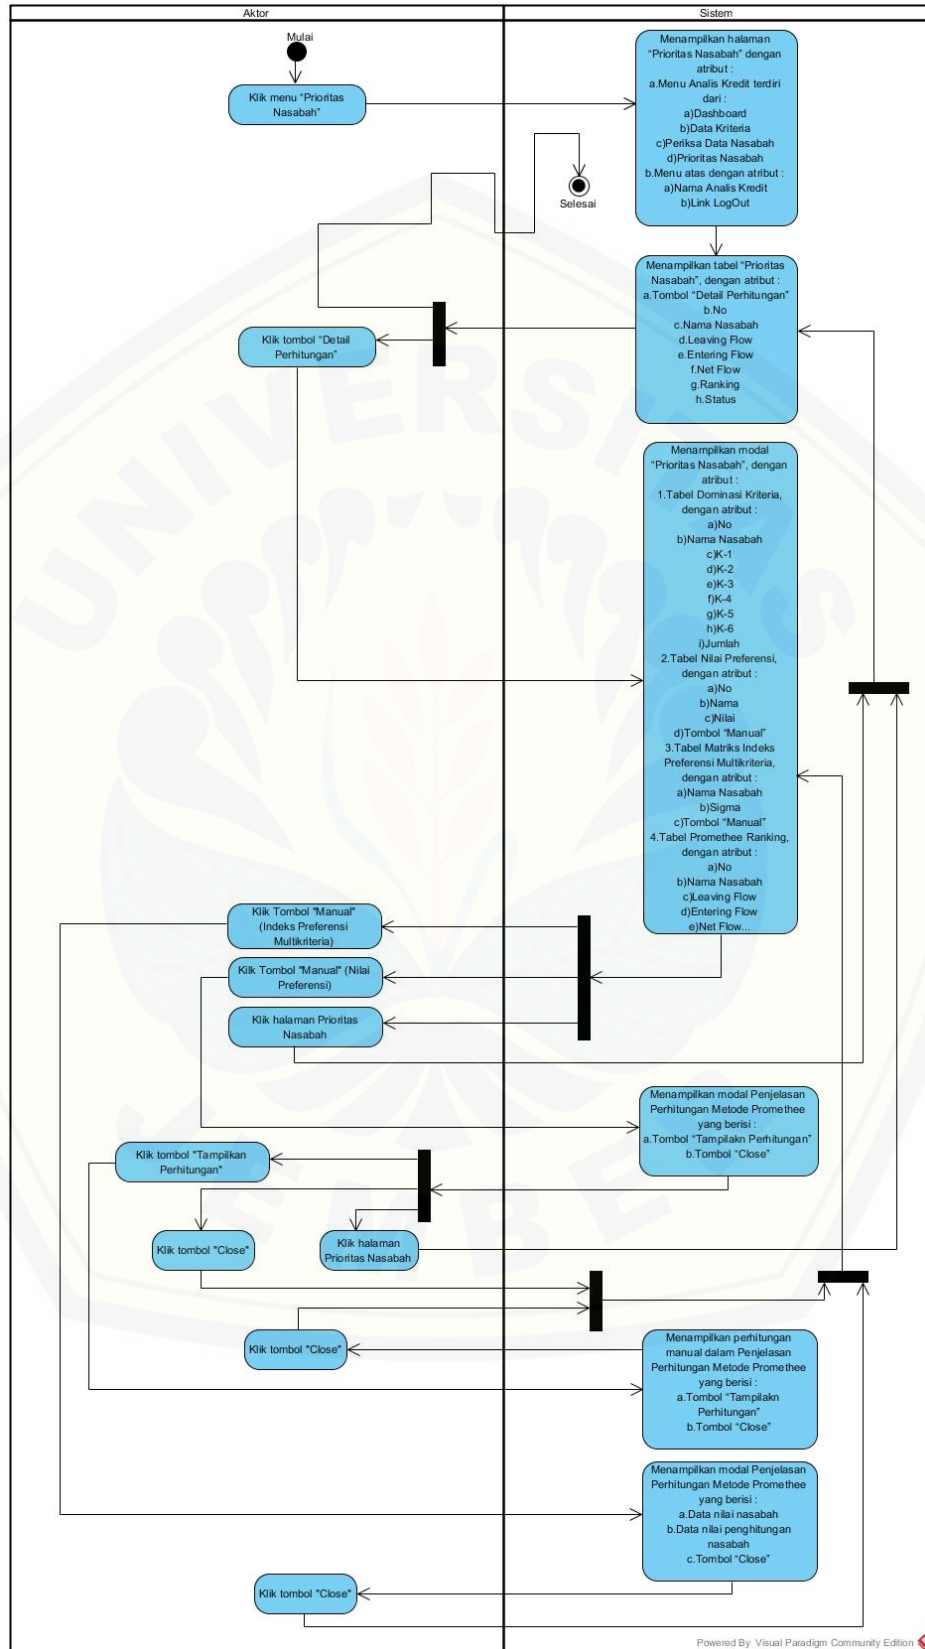 Aktor
Sistem
Mulai
Klik menu "Prioritas
Nasabah"
Menampilkan halaman
"Prioritas Nasabah" dengan
atribut :
a.Menu Analis Kredit terdiri
dari :
a)Dashboard
b)Data Kriteria
c)Periksa Data Nasabah
d)Prioritas Nasabah
b.Menu atas dengan atribut :
a)Nama Analis Kredit
b)Link LogOut
Selesai
Menampilkan tabel "Prioritas
Nasabah", dengan atribut :
a.Tombol "Detail Perhitungan"
b.No
c.Nama Nasabah
d.Leaving Flow
e.Entering Flow
f.Net Flow
g.Ranking
h.Status
Klik tombol "Detail
Perhitungan"
Menampilkan modal
"Prioritas Nasabah", dengan
atribut :
1.Tabel Dominasi Kriteria,
dengan atribut :
a)No
b)Nama Nasabah
c)K-1
d)K-2
e)K-3
f)K-4
g)K-5
h)K-6
i)Jumlah
2.Tabel Nilai Preferensi,
dengan atribut :
a)No
b)Nama
c)Nilai
d)Tombol "Manual"
3.Tabel Matriks Indeks
Preferensi Multikriteria,
dengan atribut :
a)Nama Nasabah
b)Sigma
c)Tombol "Manual"
4.Tabel Promethee Ranking,
dengan atribut :
a)No
b)Nama Nasabah
c)Leaving Flow
d)Entering Flow
e)Net Flow...
Klik Tombol "Manual"
(Indeks Preferensi
Multikriteria)
Kilk Tombol "Manual" (Nilai
Preferensi)
Klik halaman Prioritas
Nasabah
Menampilkan modal Penjelasan
Perhitungan Metode Promethee
yang berisi :
a.Tombol "Tampilakn Perhitungan"
b.Tombol "Close"
Klik tombol "Tampilkan
Perhitungan"
Klik tombol "Close"
Klik halaman
Prioritas Nasabah
Klik tombol "Close"
Menampilkan perhitungan
manual dalam Penjelasan
Perhitungan Metode Promethee
yang berisi :
a.Tombol "Tampilakn
Perhitungan"
b.Tombol "Close"
Menampilkan modal Penjelasan
Perhitungan Metode Promethee
yang berisi :
a.Data nilai nasabah
b.Data nilai penghitungan
nasabah
c.Tombol "Close"
Klik tombol "Close"
UNIVERSITAS
JEMBER
Powered By Visual Paradigm Community Edition